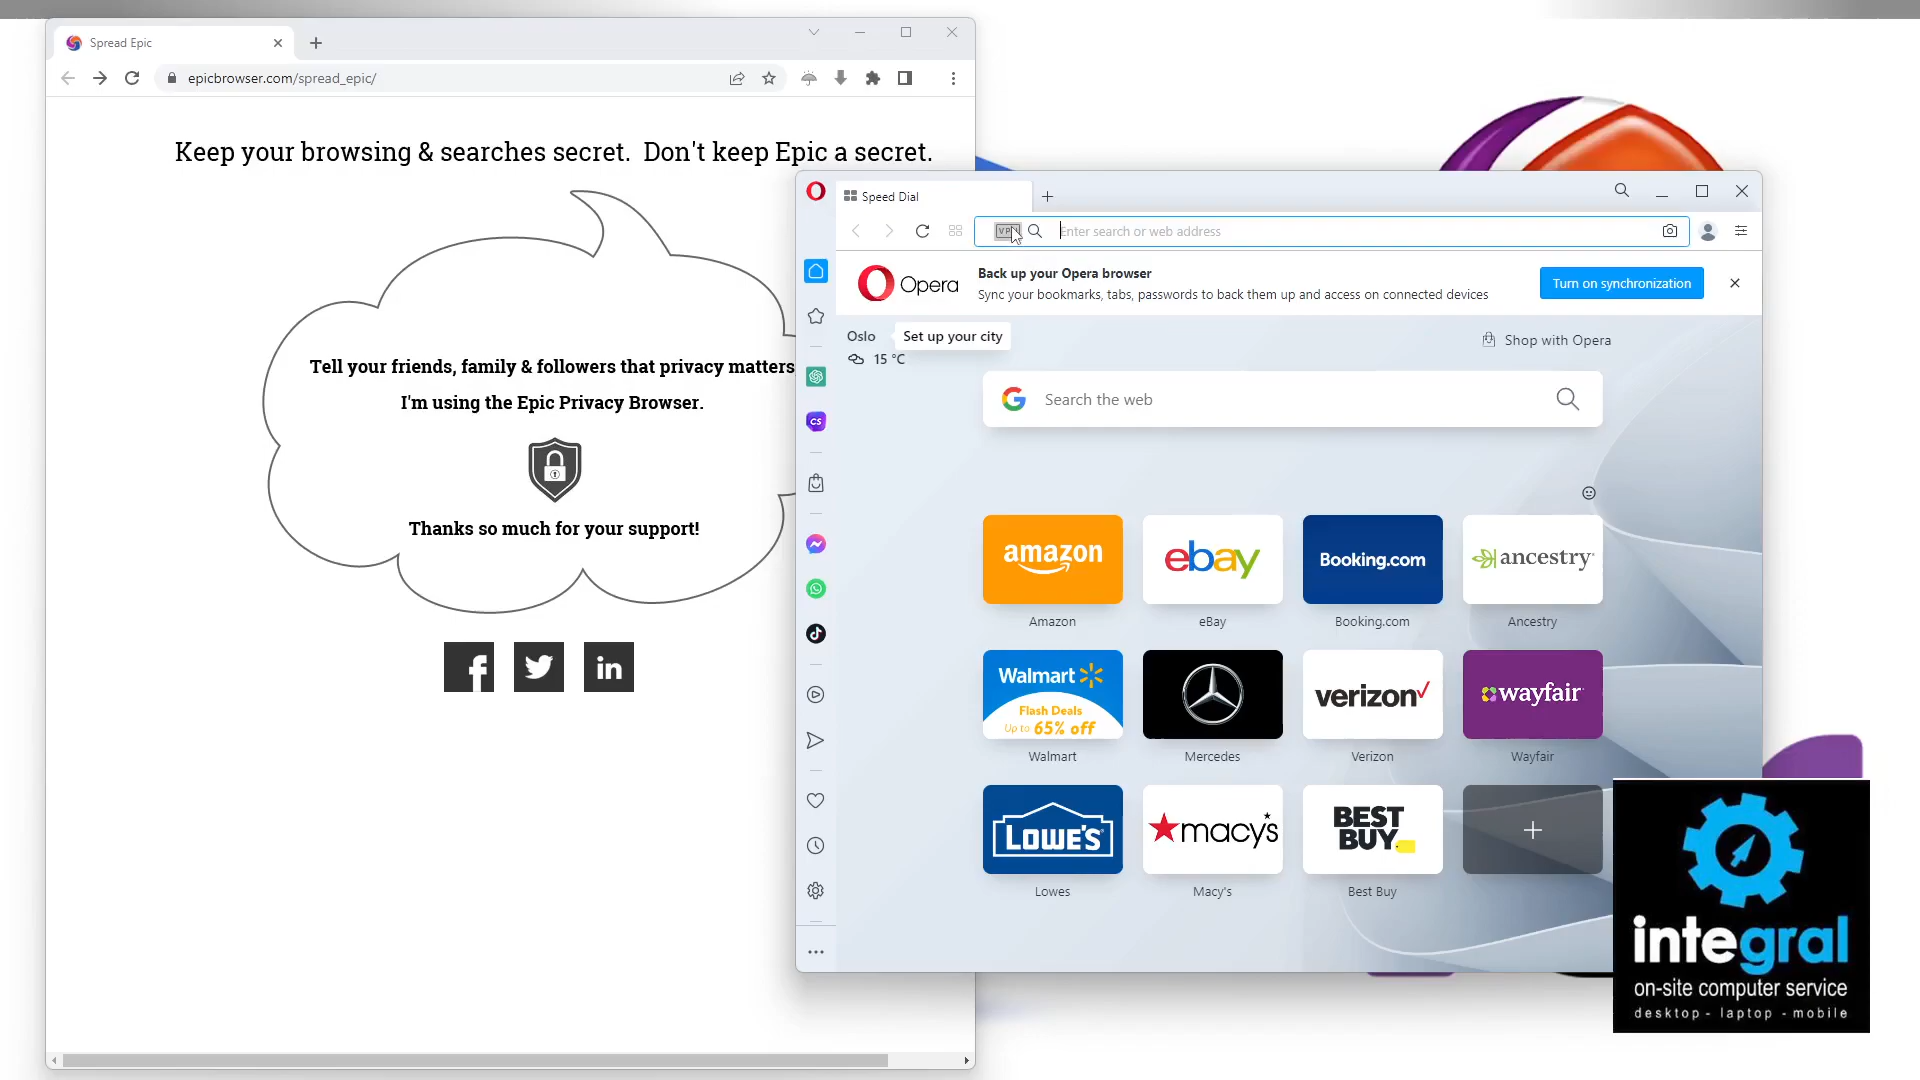 Spread Epic
epicbrowser.com/spread_epic/
Keep your browsing & searches secret. Don't keep Epic a secret.
Tell your friends, family & followers that privacy matters
I'm using the Epic Privacy Browser.
Thanks so much for your support!
f
in
Speed Dial
Enter search or web address
Opera
Back up your Opera browser
Sync your bookmarks, tabs, passwords to back them up and access on connected devices
Turn on synchronization
Oslo
Set up your city
15 °C
Shop with Opera
CS
G
Search the web
amazon
ebay
Booking.com
ancestry
Amazon
eBay
Booking.com
Ancestry
Walmart
Flash Deals
Up to 65% off
verizon
wayfair
Walmart
Mercedes
Verizon
Wayfair
LOWE'S
macy's
BEST
BUY
Lowes
Macy's
Best Buy
integral
on-site computer service
desktop - laptop - mobile